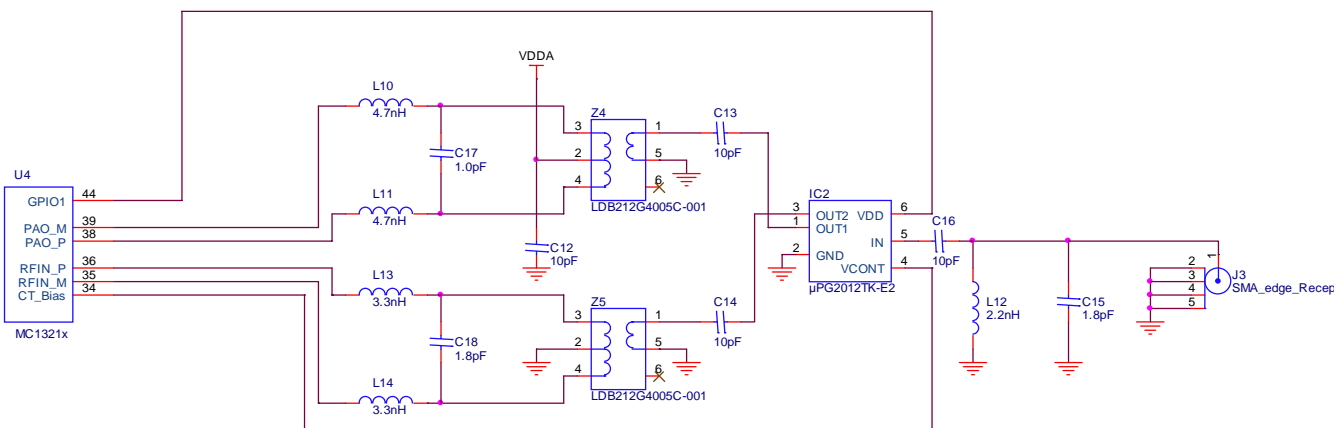 VDDA
L10
4.7nH
Z4
C13
3
1
10pF
C17
1.0pF
2
5
U4
L11
4
6
IC2
GPIO1
44
4.7nH
LDB212G4005C-001
3
OUT2
VDD
6
C16
PAO_M
39
1
OUT1
PAO_P
38
IN
5
C12
10pF
2
GND
10pF
1
RFIN_P
36
L13
VCONT
4
2
J3
RFIN_M
35
3
SMA_edge_Recep
CT_Bias
34
3.3nH
Z5
C14
µPG2012TK-E2
L12
2.2nH
C15
1.8pF
4
5
MC1321x
3
1
10pF
C18
1.8pF
2
5
L14
4
6
3.3nH
LDB212G4005C-001